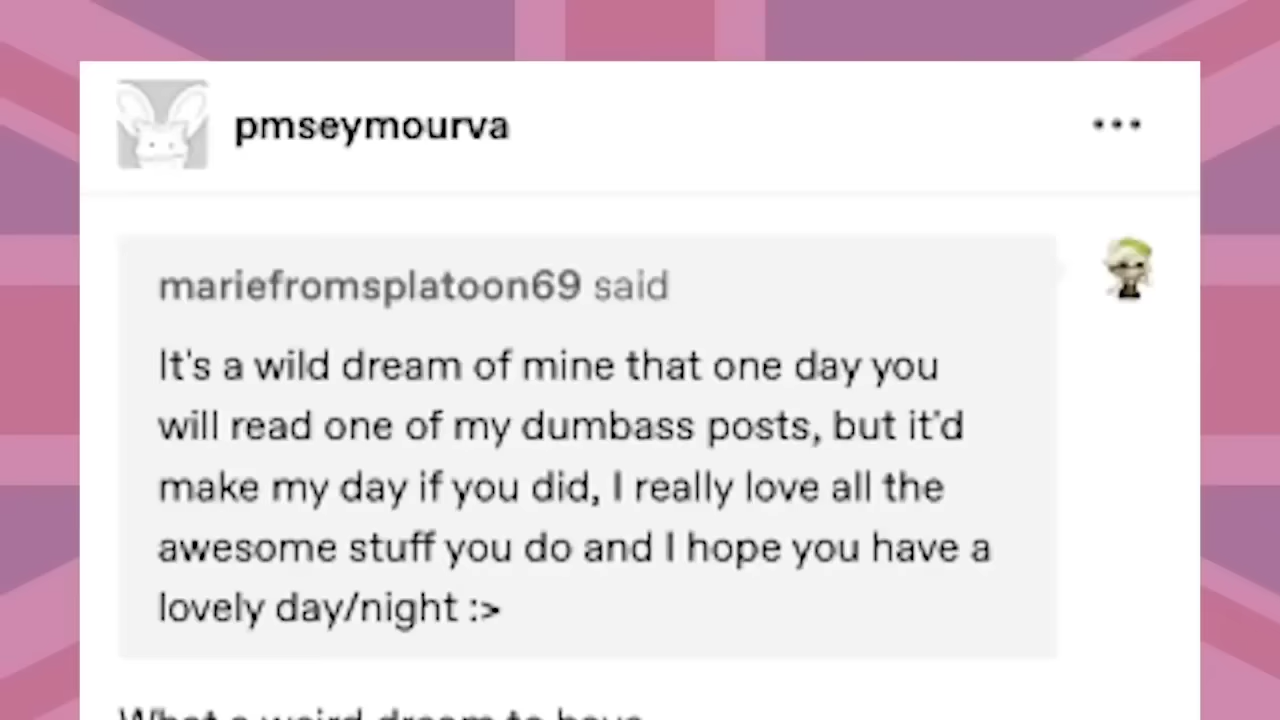 pmseymourva
mariefromsplatoon69 said
It's a wild dream of mine that one day you
will read one of my dumbass posts, but it'd
make my day if you did, I really love all the
awesome stuff you do and I hope you have a
lovely day/night :>
What a weird dream to have